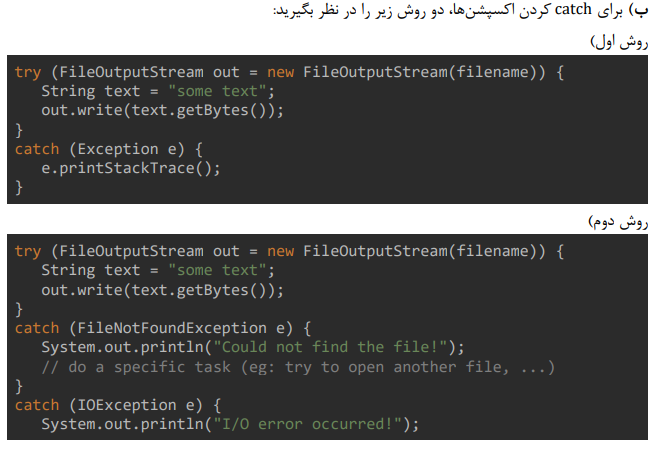 ب) برای catch کردن اکسپشن‌ها، دو روش زیر را در نظر بگیرید:
روش اول)
try (FileOutputStream out = new FileOutputStream(filename)) {
   String text = "some text";
   out.write(text.getBytes());
}
catch (Exception e) {
   e.printStackTrace();
}
روش دوم)
try (FileOutputStream out = new FileOutputStream(filename)) {
   String text = "some text";
   out.write(text.getBytes());
}
catch (FileNotFoundException e) {
   System.out.println("Could not find the file!");
   // do a specific task (eg: try to open another file, ...)
}
catch (IOException e) {
   System.out.println("I/O error occurred!");